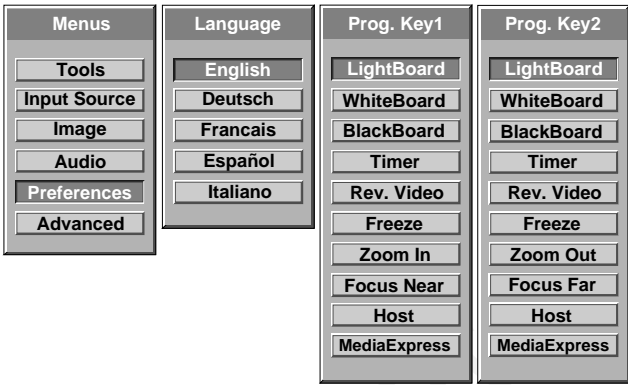 Menus
Tools
Input Source
Image
Audio
Preferences
Advanced
Language
English
Deutsch
Francais
Español
Italiano
Prog. Key1
LightBoard
WhiteBoard
BlackBoard
Timer
Rev. Video
Freeze
Zoom In
Focus Near
Host
MediaExpress
Prog. Key2
LightBoard
WhiteBoard
BlackBoard
Timer
Rev. Video
Freeze
Zoom Out
Focus Far
Host
MediaExpress